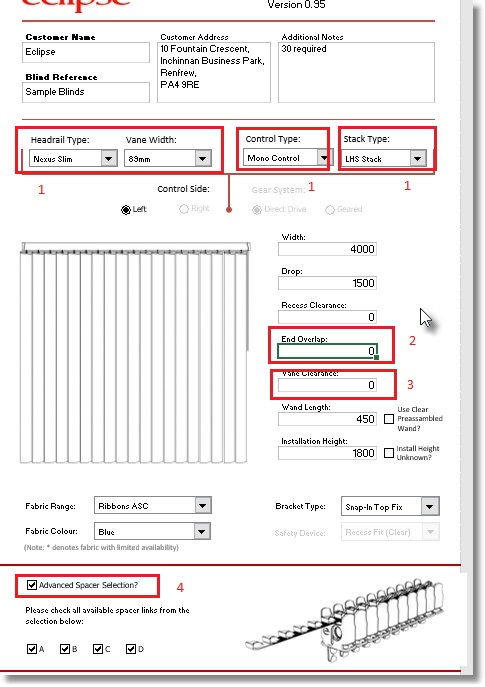 eclipse
Version 0.95
Customer Name
Eclipse
Blind Reference
Sample Blinds
Customer Address
10 Fountain Crescent,
Inchinnan Business Park,
Renfrew,
PA4 9RE
Additional Notes
30 required
Headrail Type:
Nexus Slim
Vane Width:
89mm
Control Type:
Mono Control
Stack Type:
LHS Stack
1
1
1
Control Side:
Left
Right
Gear System:
Direct Drive
Geared
Width:
4000
Drop:
1500
Recess Clearance:
0
End Overlap:
0
2
Vane Clearance:
0
3
Wand Length:
450
Use Clear
Preassambled
Wand?
Installation Height:
1800
Install Height
Unknown?
Fabric Range:
Ribbons ASC
Bracket Type:
Snap-In Top Fix
Fabric Colour:
Blue
Safety Device:
Recess Fit (Clear)
(Note: * denotes fabric with limited availability)
Advanced Spacer Selection?
4
Please check all available spacer links from the
selection below:
A
B
C
D